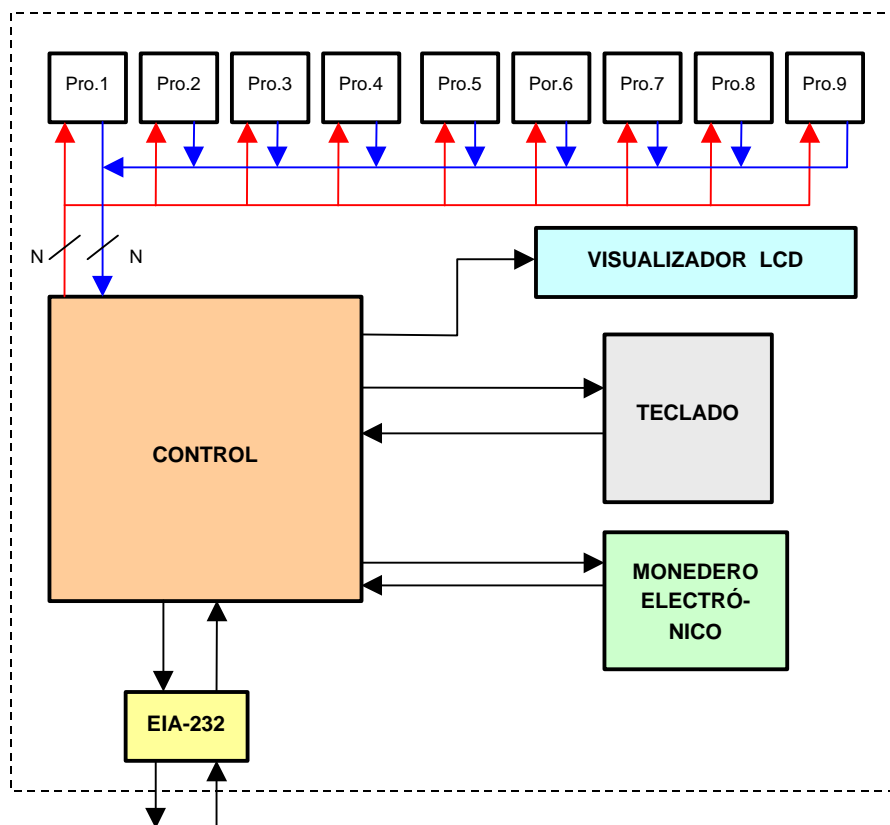 Pro.1 Pro.2 Pro.3 Pro.4 Pro.5 Por.6 Pro.7 Pro.8 Pro.9
N N
VISUALIZADOR LCD
TECLADO
CONTROL
MONEDERO
ELECTRÓ-
NICO
EIA-232